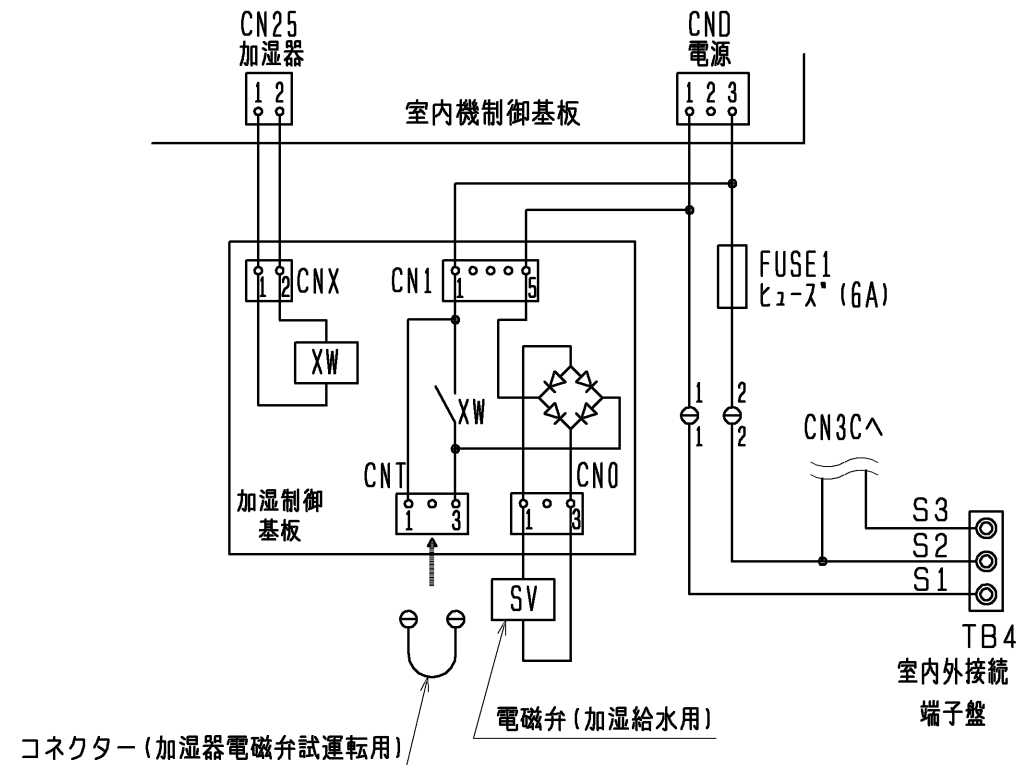 CN25
加湿器
1 2
CND
電源
1 2 3
室内機制御基板
CNX
1 2
CN1
1 5
FUSE1
ヒューズ(6A)
XW
XW
1 2
1 2
CN3Cへ
CNT
1 3
CN0
1 3
加湿制御
基板
S3
S2
S1
SV
TB4
室内外接続
端子盤
電磁弁(加湿給水用)
コネクター(加湿器電磁弁試運転用)